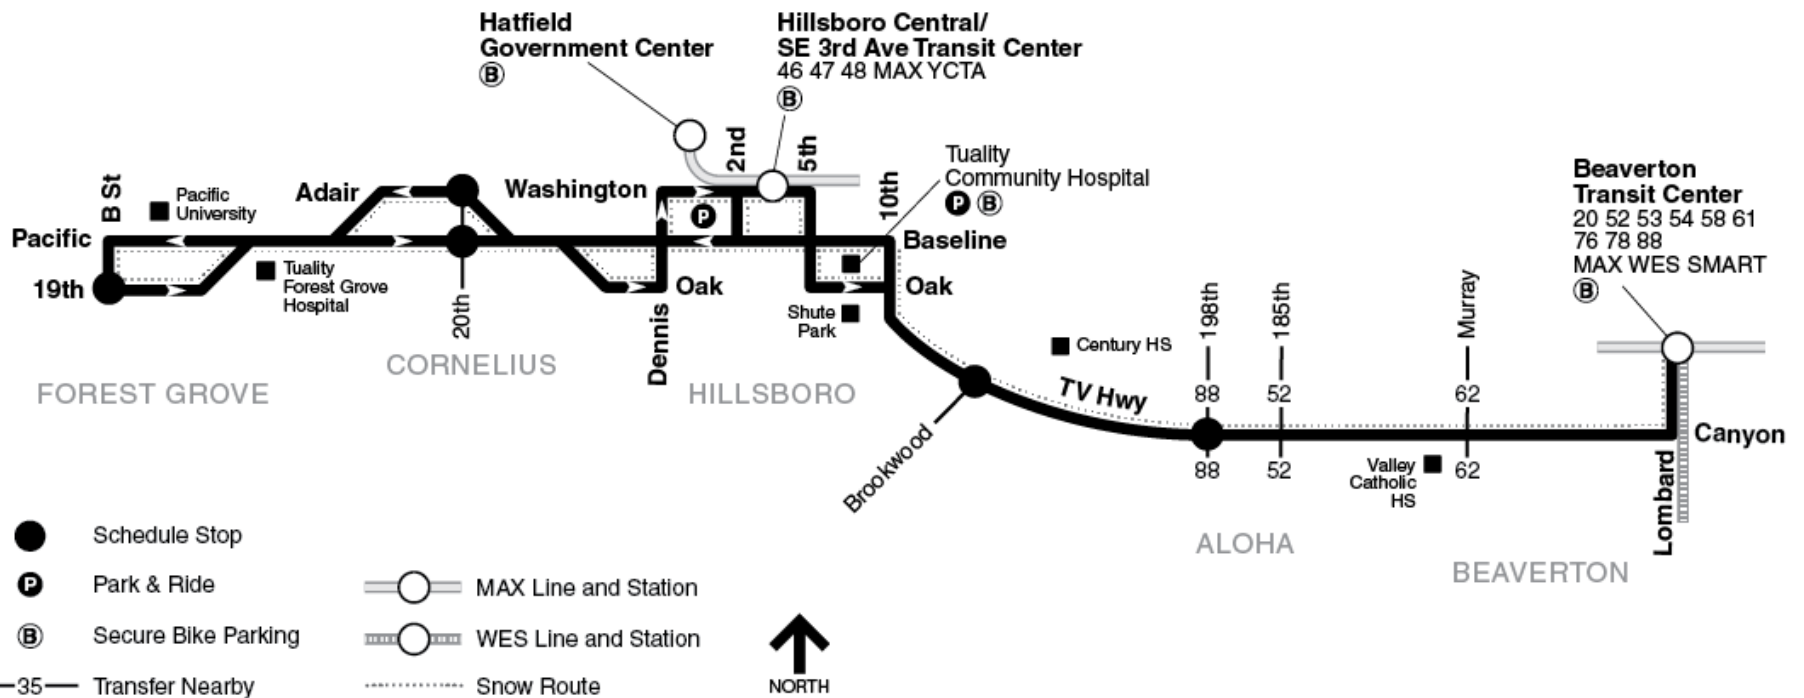 Hatfield
Government Center
B
Hillsboro Central/
SE 3rd Ave Transit Center
46 47 48 MAX YCTA
B
2nd
5th
10th
Tuality
Community Hospital
P B
Beaverton
Transit Center
20 52 53 54 58 61
76 78 88
MAX WES SMART
B
B St
Pacific
University
Adair
Washington
P
Pacific
Baseline
19th
Tuality
Forest Grove
Hospital
20th
Oak
Dennis
Oak
Shute
Park
CORNELIUS
FOREST GROVE
HILLSBORO
Century HS
TV Hwy
Brookwood
198th
185th
Murray
88
52
62
88
52
62
Valley
Catholic
HS
Canyon
Lombard
ALOHA
BEAVERTON
Schedule Stop
P Park & Ride
B Secure Bike Parking
35 Transfer Nearby
MAX Line and Station
WES Line and Station
Snow Route
NORTH